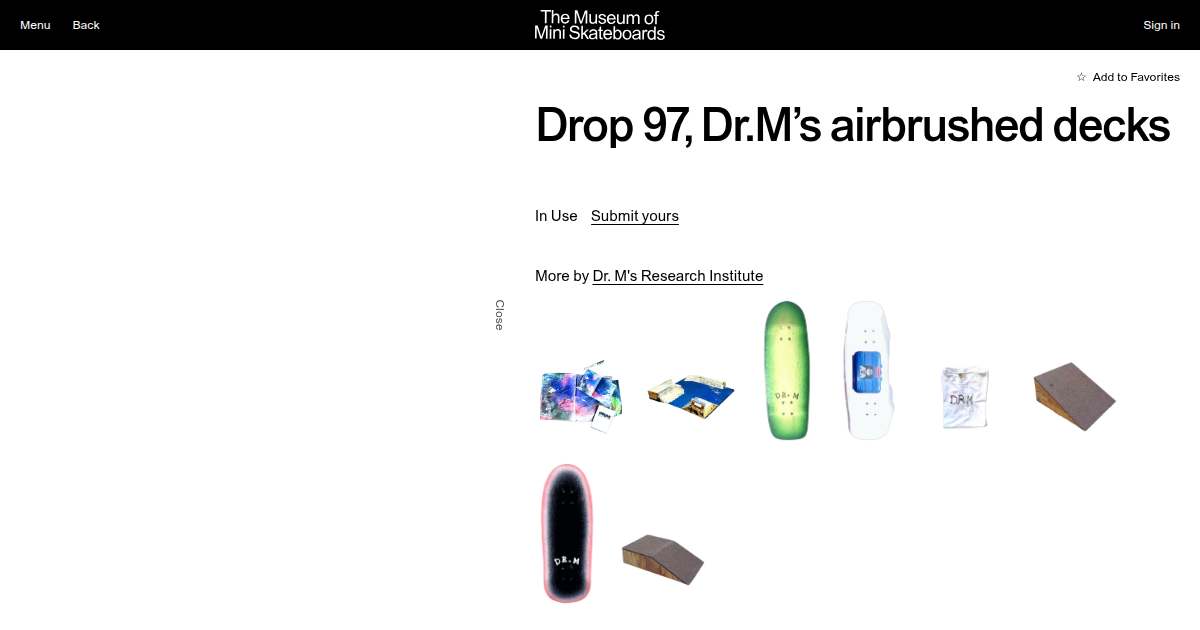 Menu Back
The Museum of
Mini Skateboards
Sign in
☆ Add to Favorites
Drop 97, Dr.M’s airbrushed decks
In Use Submit yours
More by Dr. M's Research Institute
Close
DR.M
DR.M
DR.M